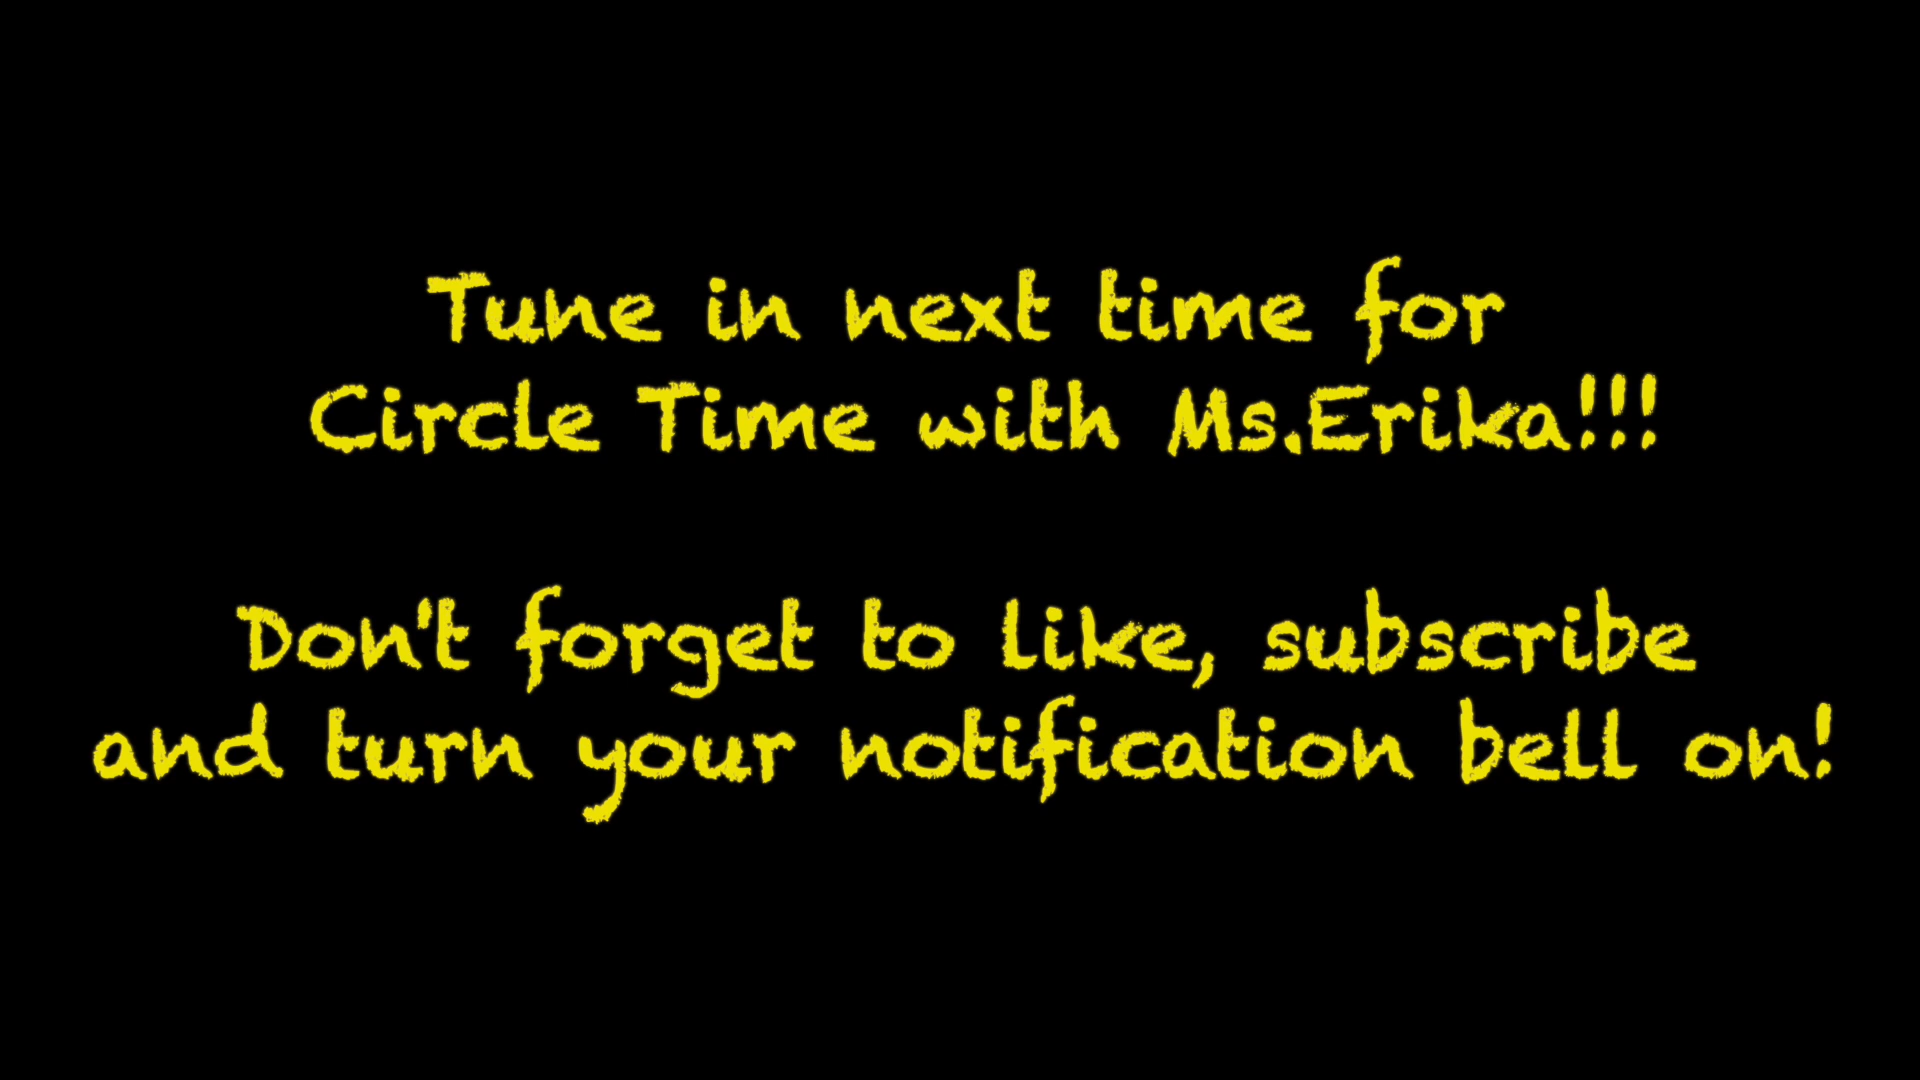 Tune in next time for
Circle Time with Ms.Erika!!!
Don't forget to like, subscribe
and turn your notification bell on!